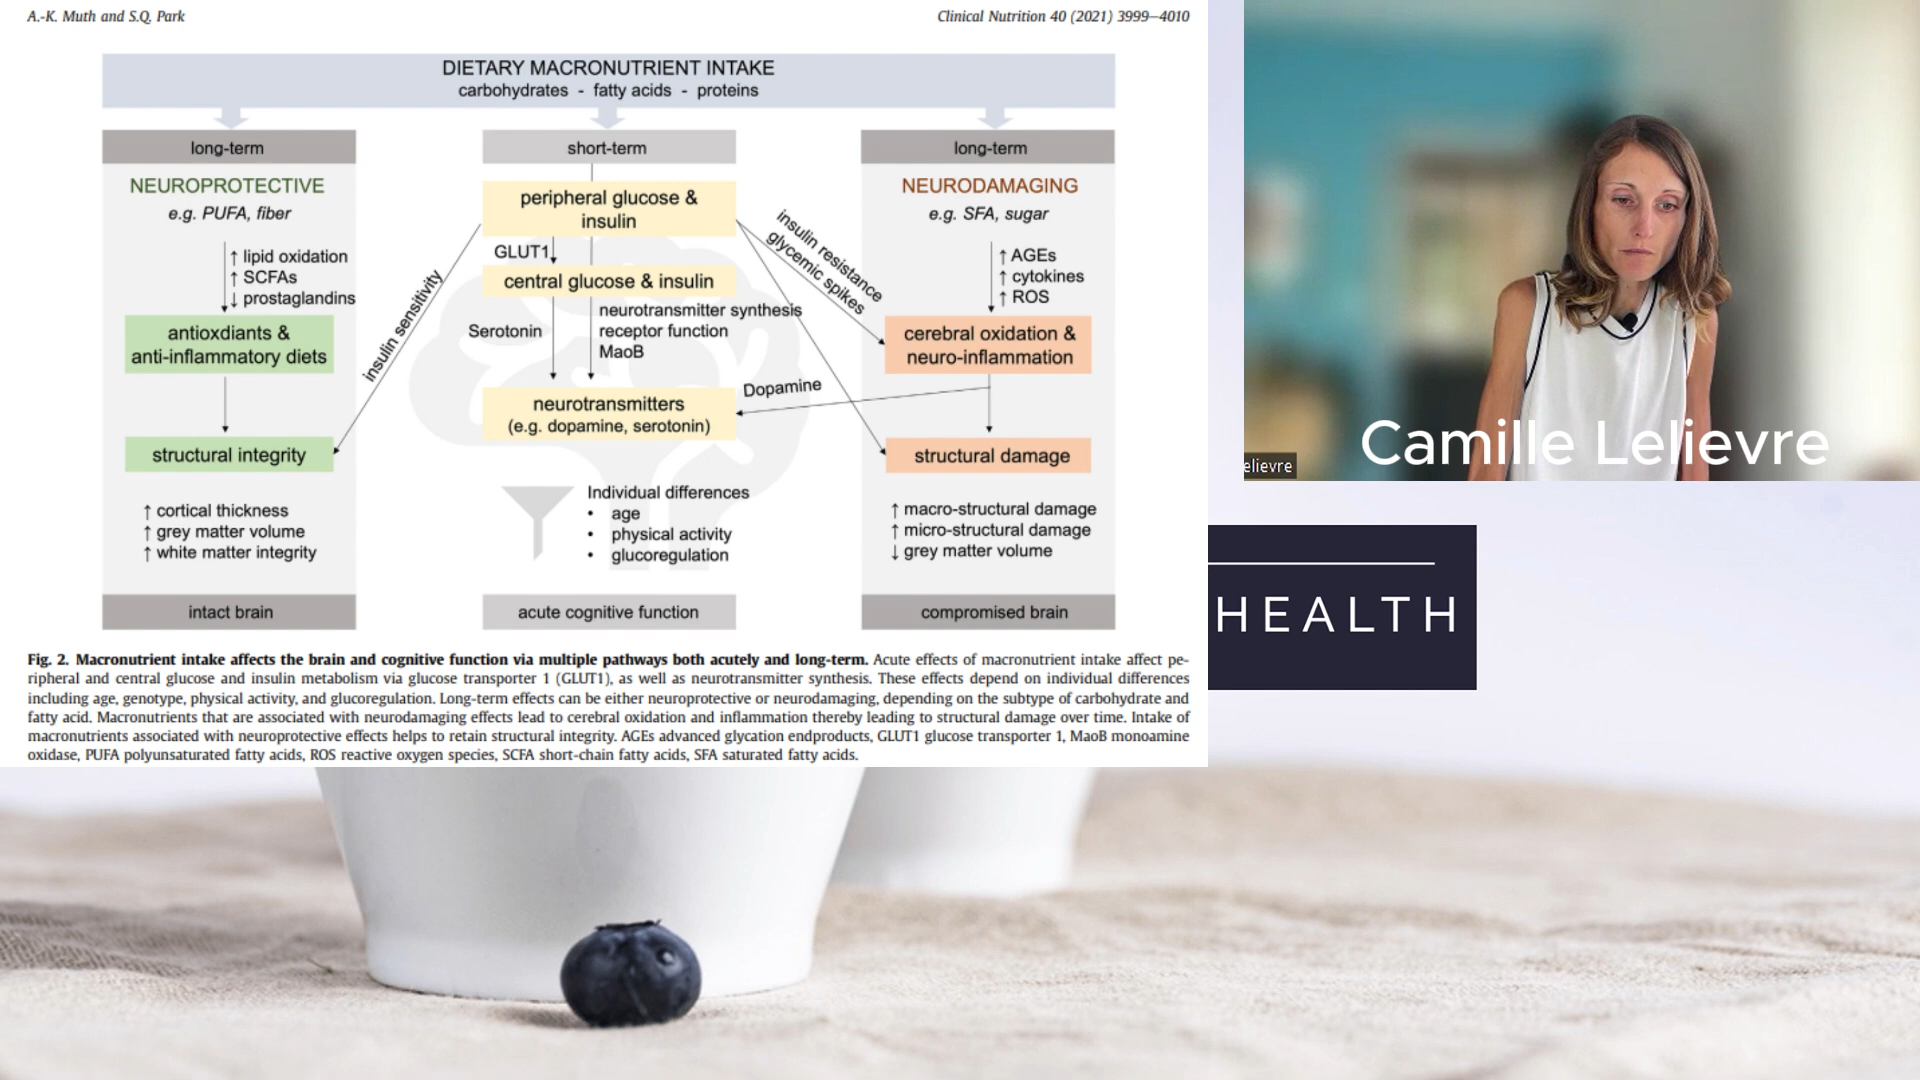 A.-K. Muth and S.Q. Park
Clinical Nutrition 40 (2021) 3999–4010
DIETARY MACRONUTRIENT INTAKE
carbohydrates - fatty acids - proteins
long-term
NEUROPROTECTIVE
e.g. PUFA, fiber
↑ lipid oxidation
↑ SCFAs
↓ prostaglandins
antioxdiants &
anti-inflammatory diets
structural integrity
↑ cortical thickness
↑ grey matter volume
↑ white matter integrity
intact brain
insulin sensitivity
short-term
peripheral glucose &
insulin
GLUT1
central glucose & insulin
Serotonin
neurotransmitter synthesis
receptor function
MaoB
neurotransmitters
(e.g. dopamine, serotonin)
Individual differences
• age
• physical activity
• glucoregulation
acute cognitive function
insulin resistance
glycemic spikes
Dopamine
long-term
NEURODAMAGING
e.g. SFA, sugar
↑ AGEs
↑ cytokines
↑ ROS
cerebral oxidation &
neuro-inflammation
structural damage
↑ macro-structural damage
↑ micro-structural damage
↓ grey matter volume
compromised brain
Fig. 2. Macronutrient intake affects the brain and cognitive function via multiple pathways both acutely and long-term. Acute effects of macronutrient intake affect pe-
ripheral and central glucose and insulin metabolism via glucose transporter 1 (GLUT1), as well as neurotransmitter synthesis. These effects depend on individual differences
including age, genotype, physical activity, and glucoregulation. Long-term effects can be either neuroprotective or neurodamaging, depending on the subtype of carbohydrate and
fatty acid. Macronutrients that are associated with neurodamaging effects lead to cerebral oxidation and inflammation thereby leading to structural damage over time. Intake of
macronutrients associated with neuroprotective effects helps to retain structural integrity. AGEs advanced glycation endproducts, GLUT1 glucose transporter 1, MaoB monoamine
oxidase, PUFA polyunsaturated fatty acids, ROS reactive oxygen species, SCFA short-chain fatty acids, SFA saturated fatty acids.
Camille Lelievre
elievre
HEALTH